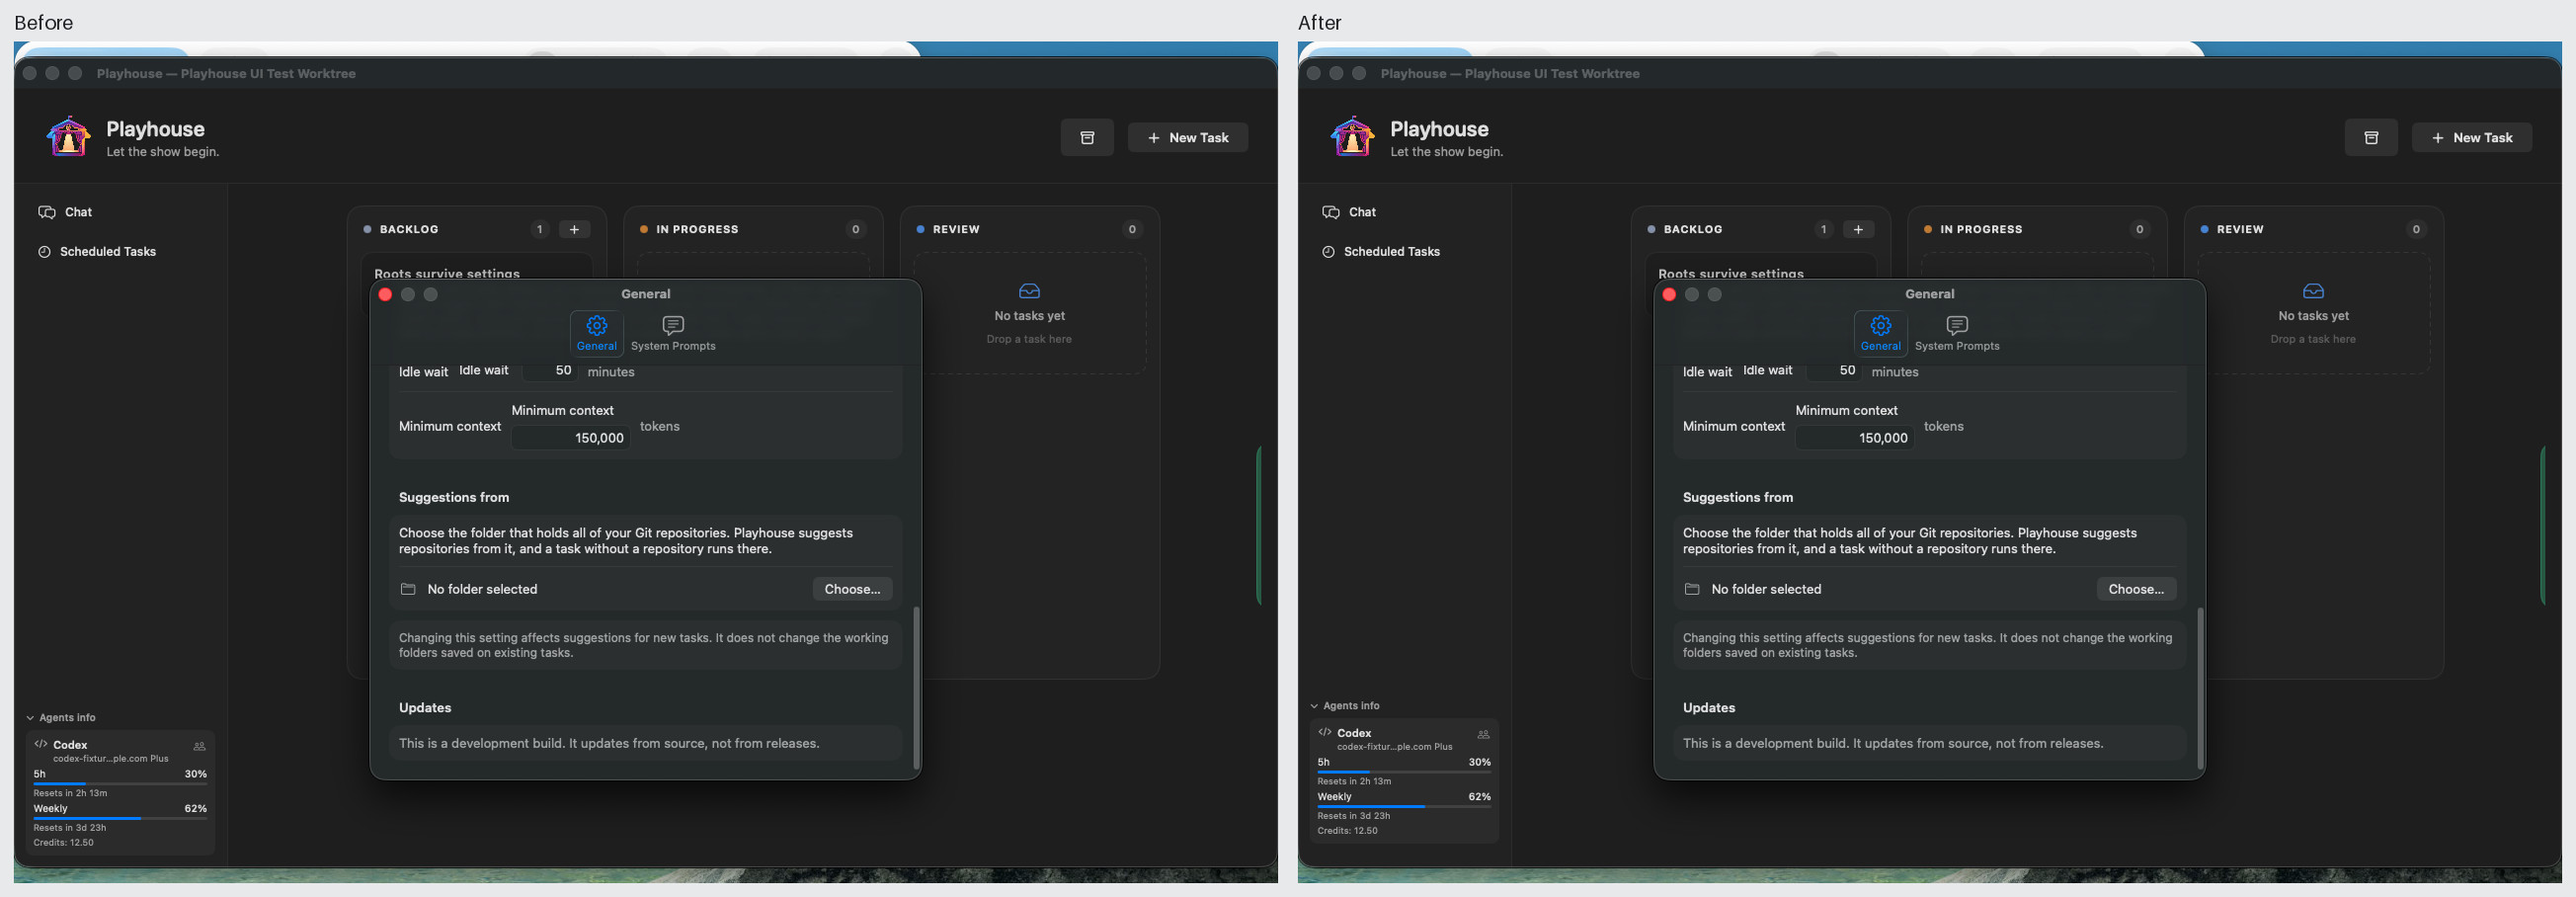 Before
Playhouse — Playhouse UI Test Worktree
Playhouse
Let the show begin.
+ New Task
Chat
Scheduled Tasks
BACKLOG 1 +
IN PROGRESS 0
REVIEW 0
Roots survive settings
No tasks yet
Drop a task here
General
General
System Prompts
Idle wait Idle wait 50 minutes
Minimum context
Minimum context 150,000 tokens
Suggestions from
Choose the folder that holds all of your Git repositories. Playhouse suggests
repositories from it, and a task without a repository runs there.
No folder selected Choose...
Changing this setting affects suggestions for new tasks. It does not change the working
folders saved on existing tasks.
Updates
This is a development build. It updates from source, not from releases.
Agents info
Codex
codex-fixtur...ple.com Plus
5h 30%
Resets in 2h 13m
Weekly 62%
Resets in 3d 23h
Credits: 12.50
After
Playhouse — Playhouse UI Test Worktree
Playhouse
Let the show begin.
+ New Task
Chat
Scheduled Tasks
BACKLOG 1 +
IN PROGRESS 0
REVIEW 0
Roots survive settings
No tasks yet
Drop a task here
General
General
System Prompts
Idle wait Idle wait 50 minutes
Minimum context
Minimum context 150,000 tokens
Suggestions from
Choose the folder that holds all of your Git repositories. Playhouse suggests
repositories from it, and a task without a repository runs there.
No folder selected Choose...
Changing this setting affects suggestions for new tasks. It does not change the working
folders saved on existing tasks.
Updates
This is a development build. It updates from source, not from releases.
Agents info
Codex
codex-fixtur...ple.com Plus
5h 30%
Resets in 2h 13m
Weekly 62%
Resets in 3d 23h
Credits: 12.50